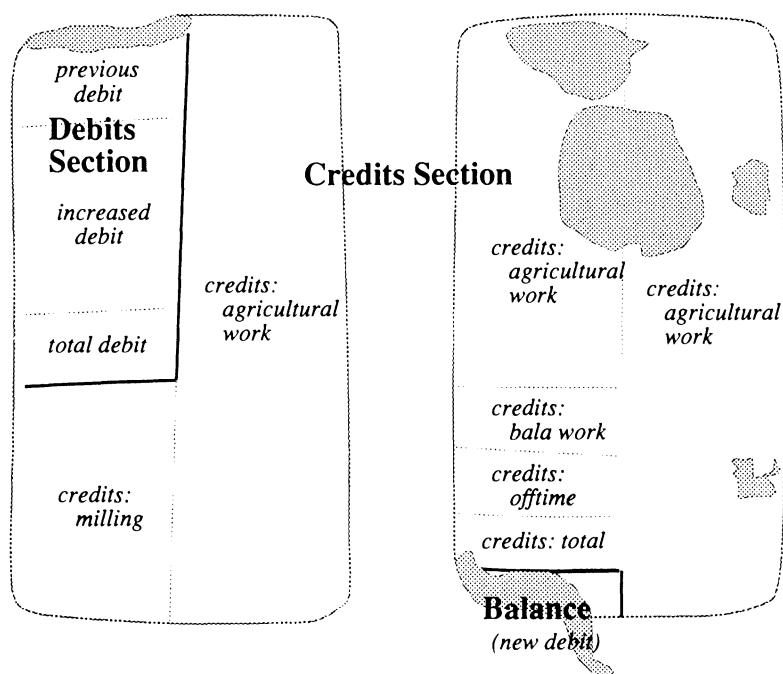 previous
debit
Debits
Section
increased
debit
total debit
credits:
milling
credits:
agricultural
work
Credits Section
credits:
agricultural
work
credits:
bala work
credits:
offtime
credits: total
Balance
(new debit)
credits:
agricultural
work